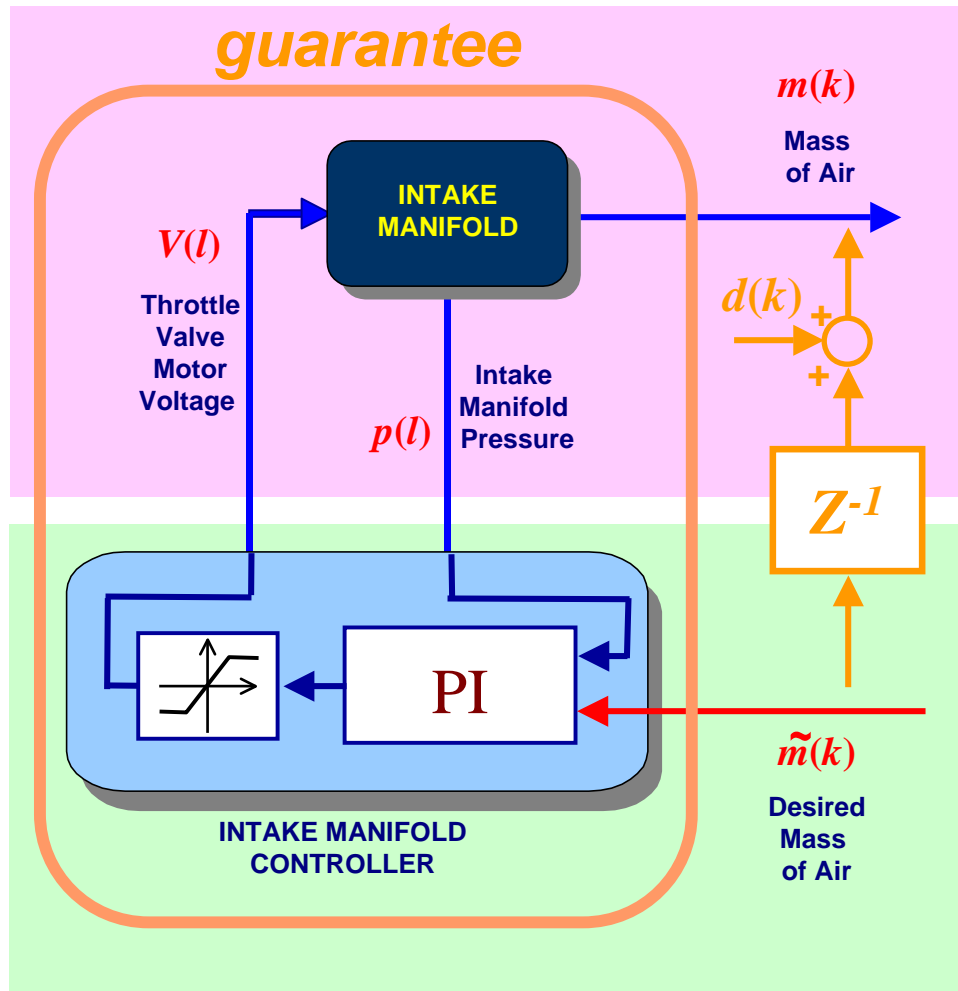 guarantee
m(k)
Mass
of Air
INTAKE
MANIFOLD
V(l)
Throttle
Valve
Motor
Voltage
d(k)
+
+
Intake
Manifold
Pressure
p(l)
Z-1
PI
m̃(k)
Desired
Mass
of Air
INTAKE MANIFOLD
CONTROLLER